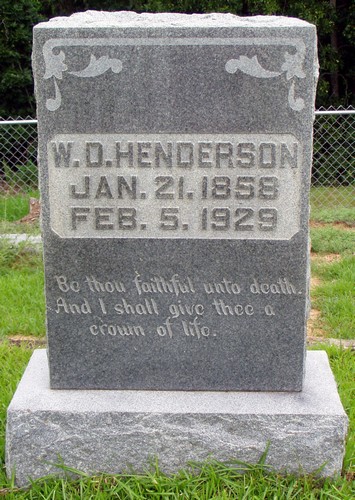 W. D. HENDERSON
JAN. 21. 1858
FEB. 5. 1929
Be thou faithful unto death.
And I shall give thee a
crown of life.